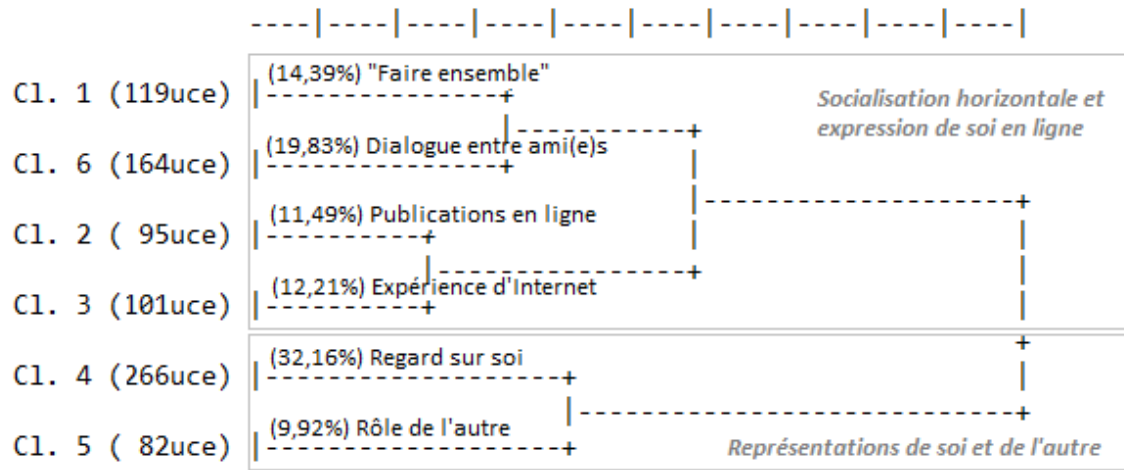 ----|----|----|----|----|----|----|----|----|----|
(14,39%) "Faire ensemble"
Cl. 1 (119uce) |---------------+
Socialisation horizontale et
expression de soi en ligne
|-----------+
(19,83%) Dialogue entre ami(e)s
Cl. 6 (164uce) |---------------+
|--------------------+
(11,49%) Publications en ligne
Cl. 2 ( 95uce) |----------+
|----------------+
(12,21%) Expérience d'Internet
Cl. 3 (101uce) |----------+
+
(32,16%) Regard sur soi
Cl. 4 (266uce) |-------------------+
|----------------------------+
(9,92%) Rôle de l'autre
Cl. 5 ( 82uce) |-------------------+
Représentations de soi et de l'autre